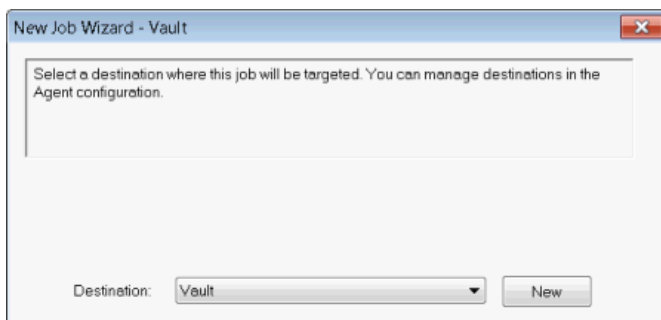 New Job Wizard - Vault
Select a destination where this job will be targeted. You can manage destinations in the
Agent configuration.
Destination: Vault New